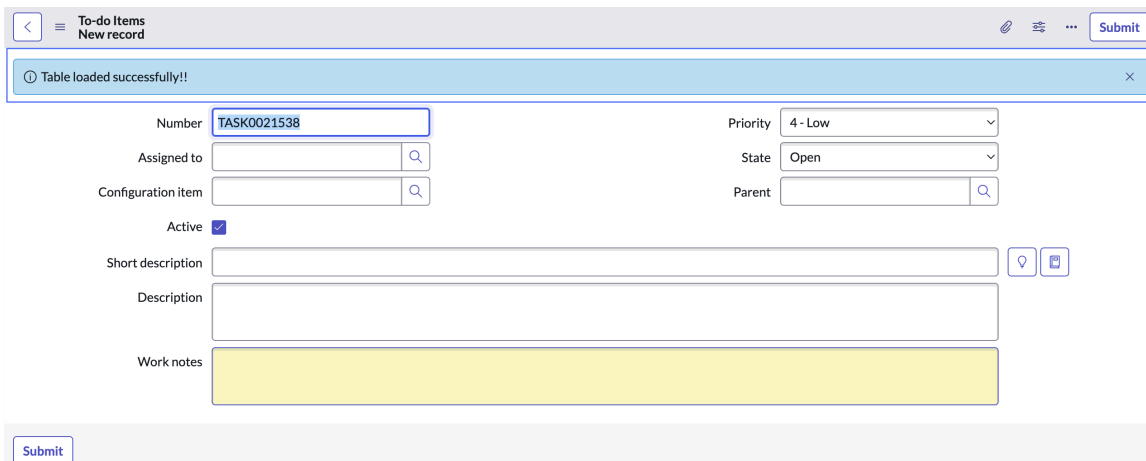 To-do Items
New record
Submit
Table loaded successfully!!
Number TASK0021538 Priority 4 - Low
Assigned to State Open
Configuration item Parent
Active
Short description
Description
Work notes
Submit